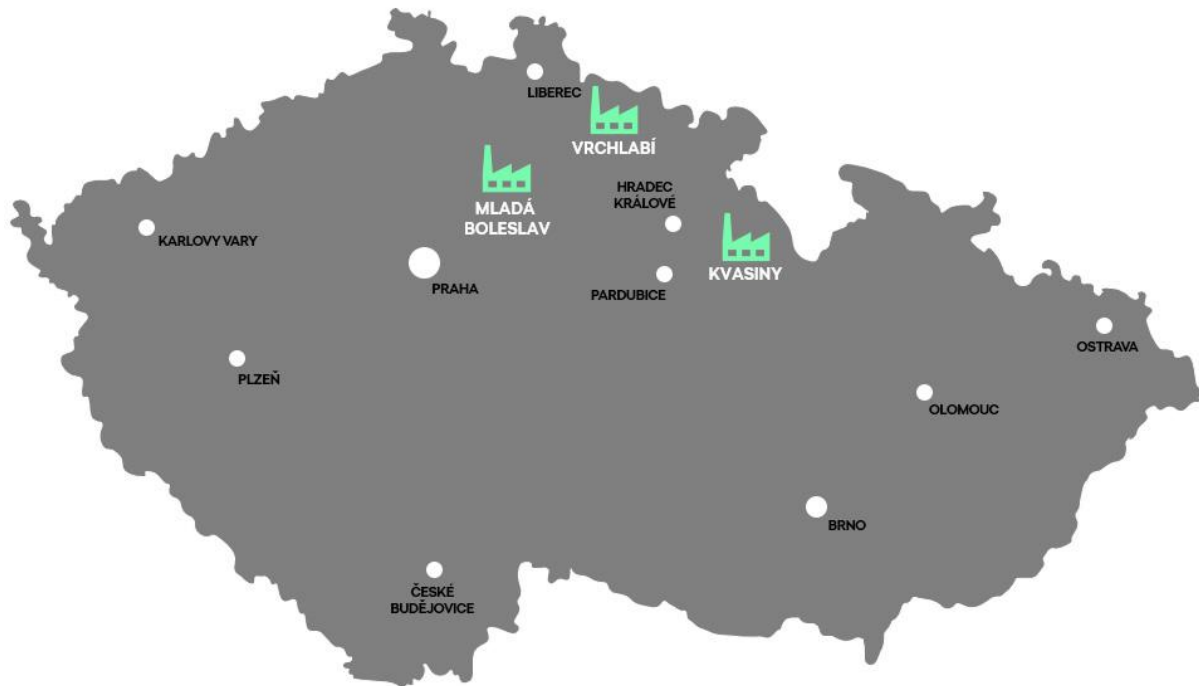 LIBEREC
VRCHLABÍ
HRADEC
KRÁLOVÉ
MLADÁ
BOLESLAV
KARLOVY VARY
KVASINY
PRAHA
PARDUBICE
OSTRAVA
PLZEŇ
OLOMOUC
BRNO
ČESKÉ
BUDĚJOVICE